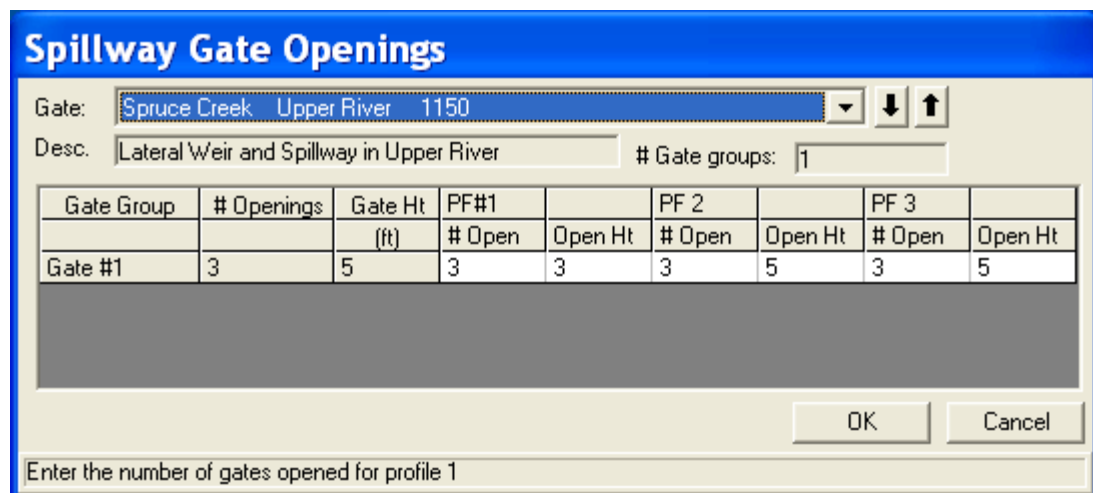 Spillway Gate Openings
Gate: Spruce Creek Upper River 1150
Desc. Lateral Weir and Spillway in Upper River # Gate groups: 1
Gate Group # Openings Gate Ht PF#1 PF 2 PF 3
(ft) # Open Open Ht # Open Open Ht # Open Open Ht
Gate #1 3 5 3 3 3 5 3 5
OK Cancel
Enter the number of gates opened for profile 1